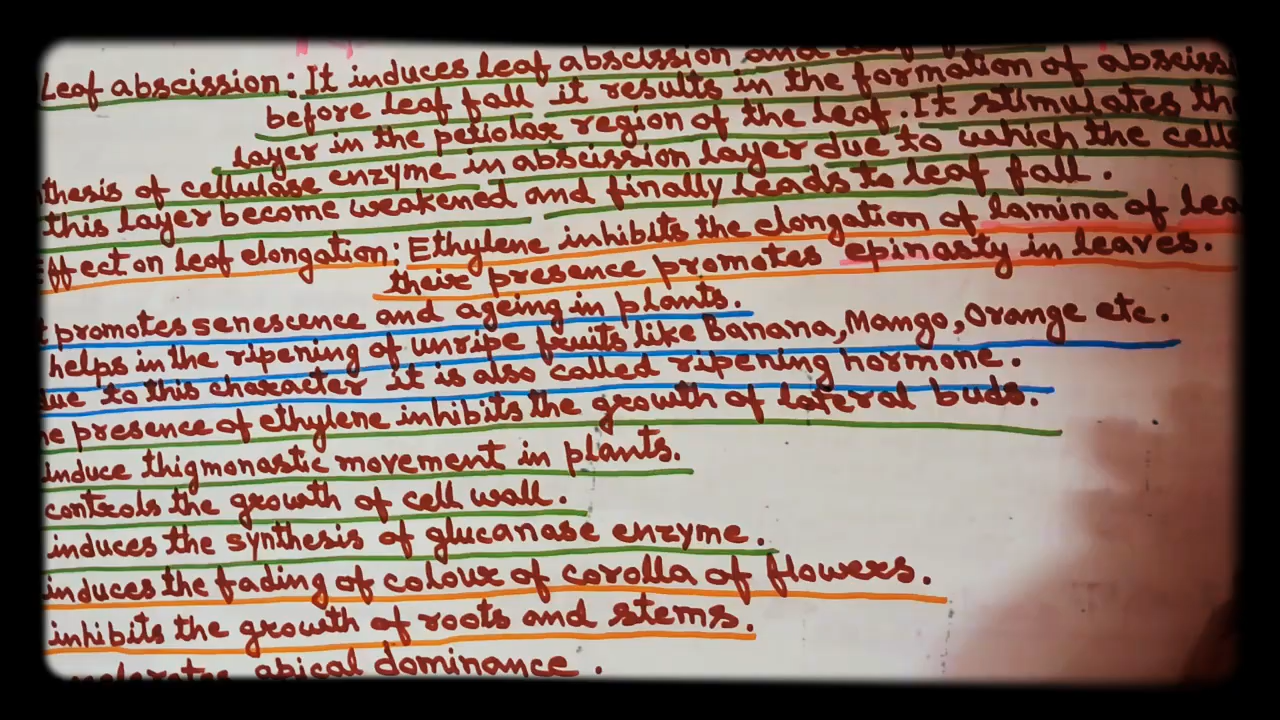 Leaf abscission: It induces leaf abscission and leaf
before leaf fall it results in the formation of absciss
layer in the petiolar region of the leaf. It stimulates th
nthesis of cellulase enzyme in abscission layer due to which the cells
this layer become weakened and finally leads to leaf fall.
Effect on leaf elongation: Ethylene inhibits the elongation of lamina of lea
their presence promotes epinasty in leaves.
t promotes senescence and ageing in plants.
helps in the ripening of unripe fruits like Banana, Mango, Orange etc.
due to this character it is also called ripening hormone.
he presence of ethylene inhibits the growth of lateral buds.
induce thigmonastic movement in plants.
controls the growth of cell wall.
induces the synthesis of glucanase enzyme.
induces the fading of colour of corolla of flowers.
inhibits the growth of roots and stems.
apical dominance.